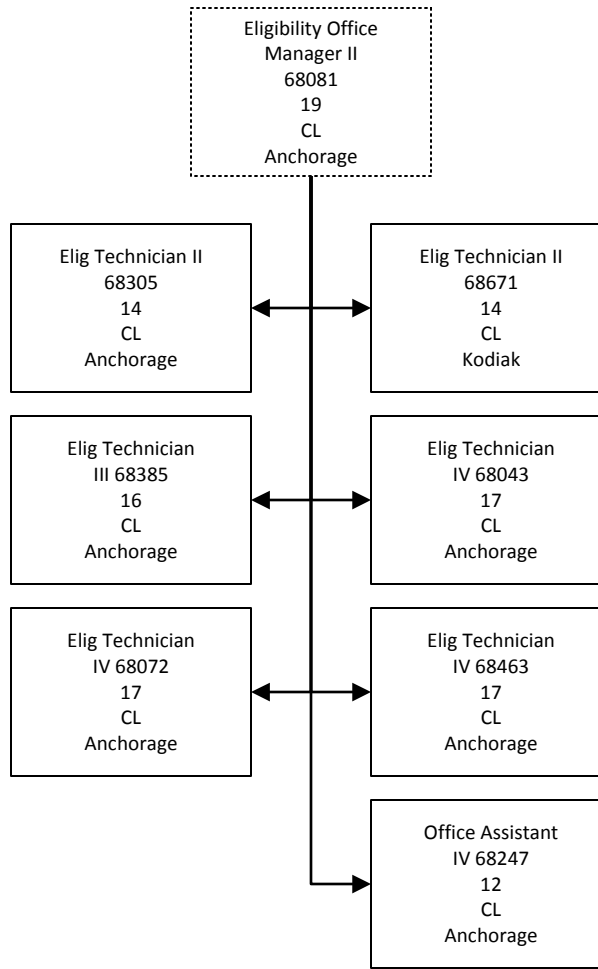 Eligibility Office
Manager II
68081
19
CL
Anchorage
Elig Technician II
68305
14
CL
Anchorage
Elig Technician II
68671
14
CL
Kodiak
Elig Technician
III 68385
16
CL
Anchorage
Elig Technician
IV 68043
17
CL
Anchorage
Elig Technician
IV 68072
17
CL
Anchorage
Elig Technician
IV 68463
17
CL
Anchorage
Office Assistant
IV 68247
12
CL
Anchorage